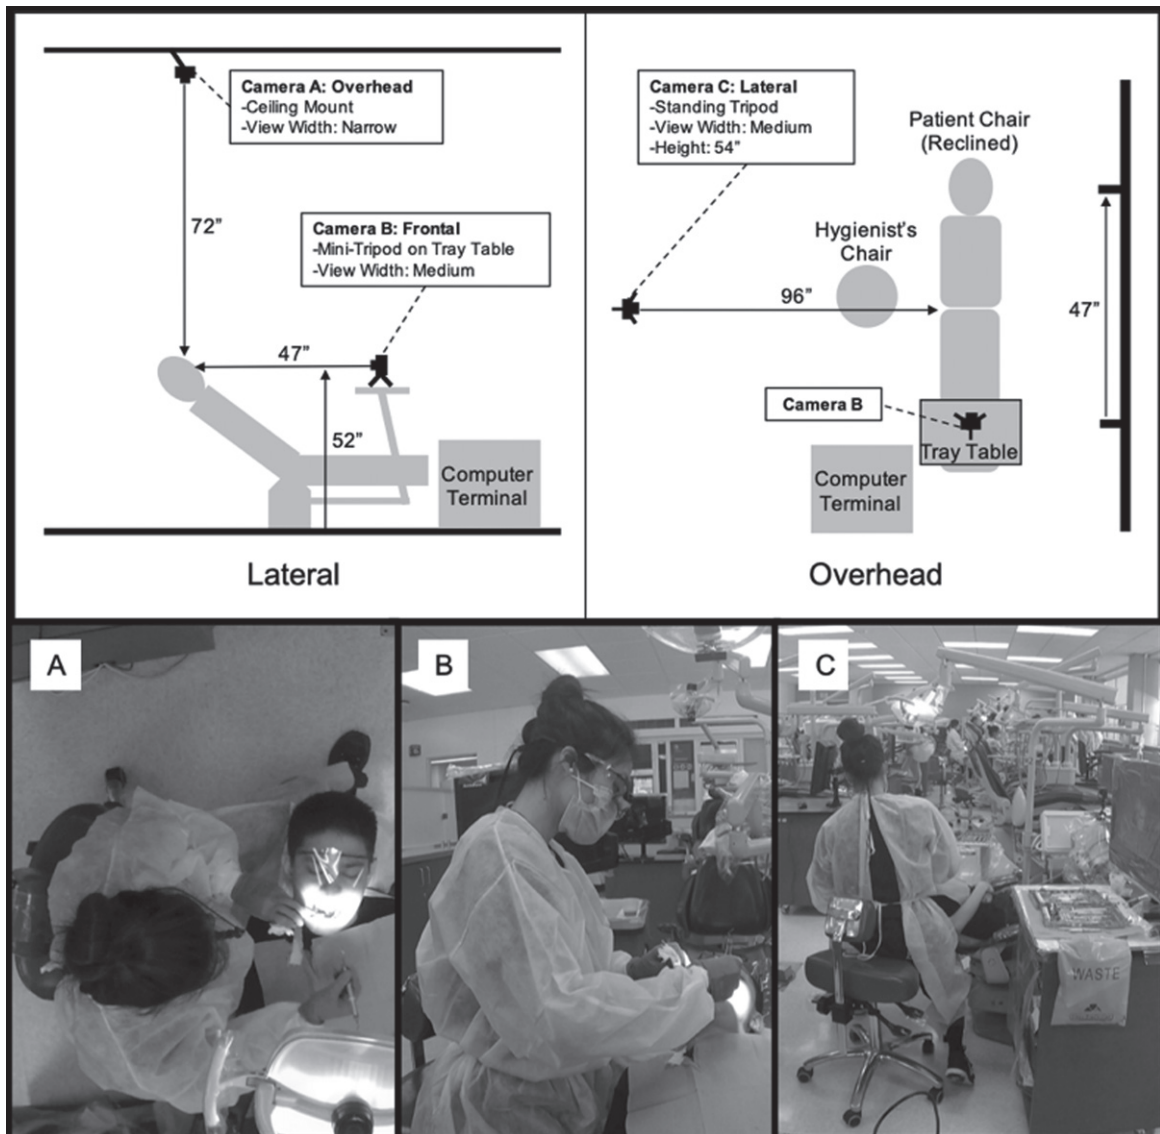 Camera A: Overhead
-Ceiling Mount
-View Width: Narrow
72”
Camera B: Frontal
-Mini-Tripod on Tray Table
-View Width: Medium
47”
52”
Computer
Terminal
Lateral
Camera C: Lateral
-Standing Tripod
-View Width: Medium
-Height: 54”
Patient Chair
(Reclined)
Hygienist's
Chair
96”
47”
Camera B
Tray Table
Computer
Terminal
Overhead
A
B
C
WASTE